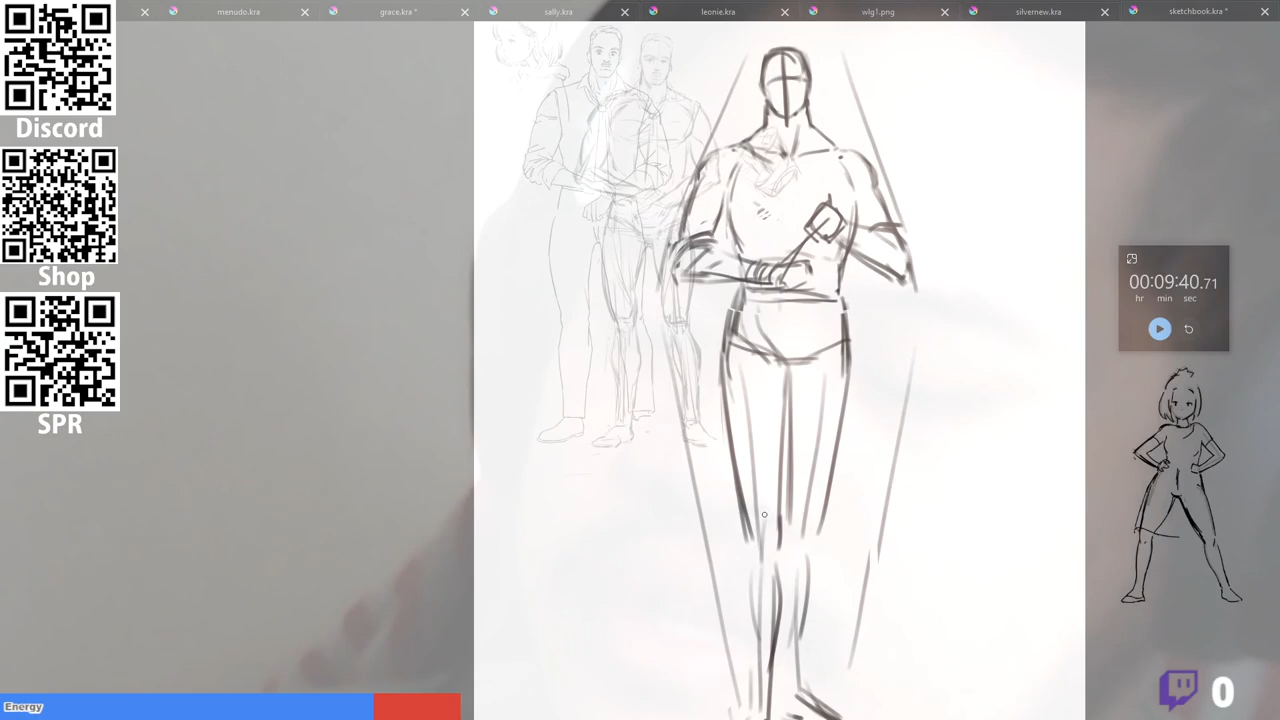 menudo.kra
grace.kra *
sally.kra
leonie.kra
wlg1.png
silvernew.kra
sketchbook.kra *
Discord
Shop
SPR
00:09:40.71
hr min sec
Energy
0